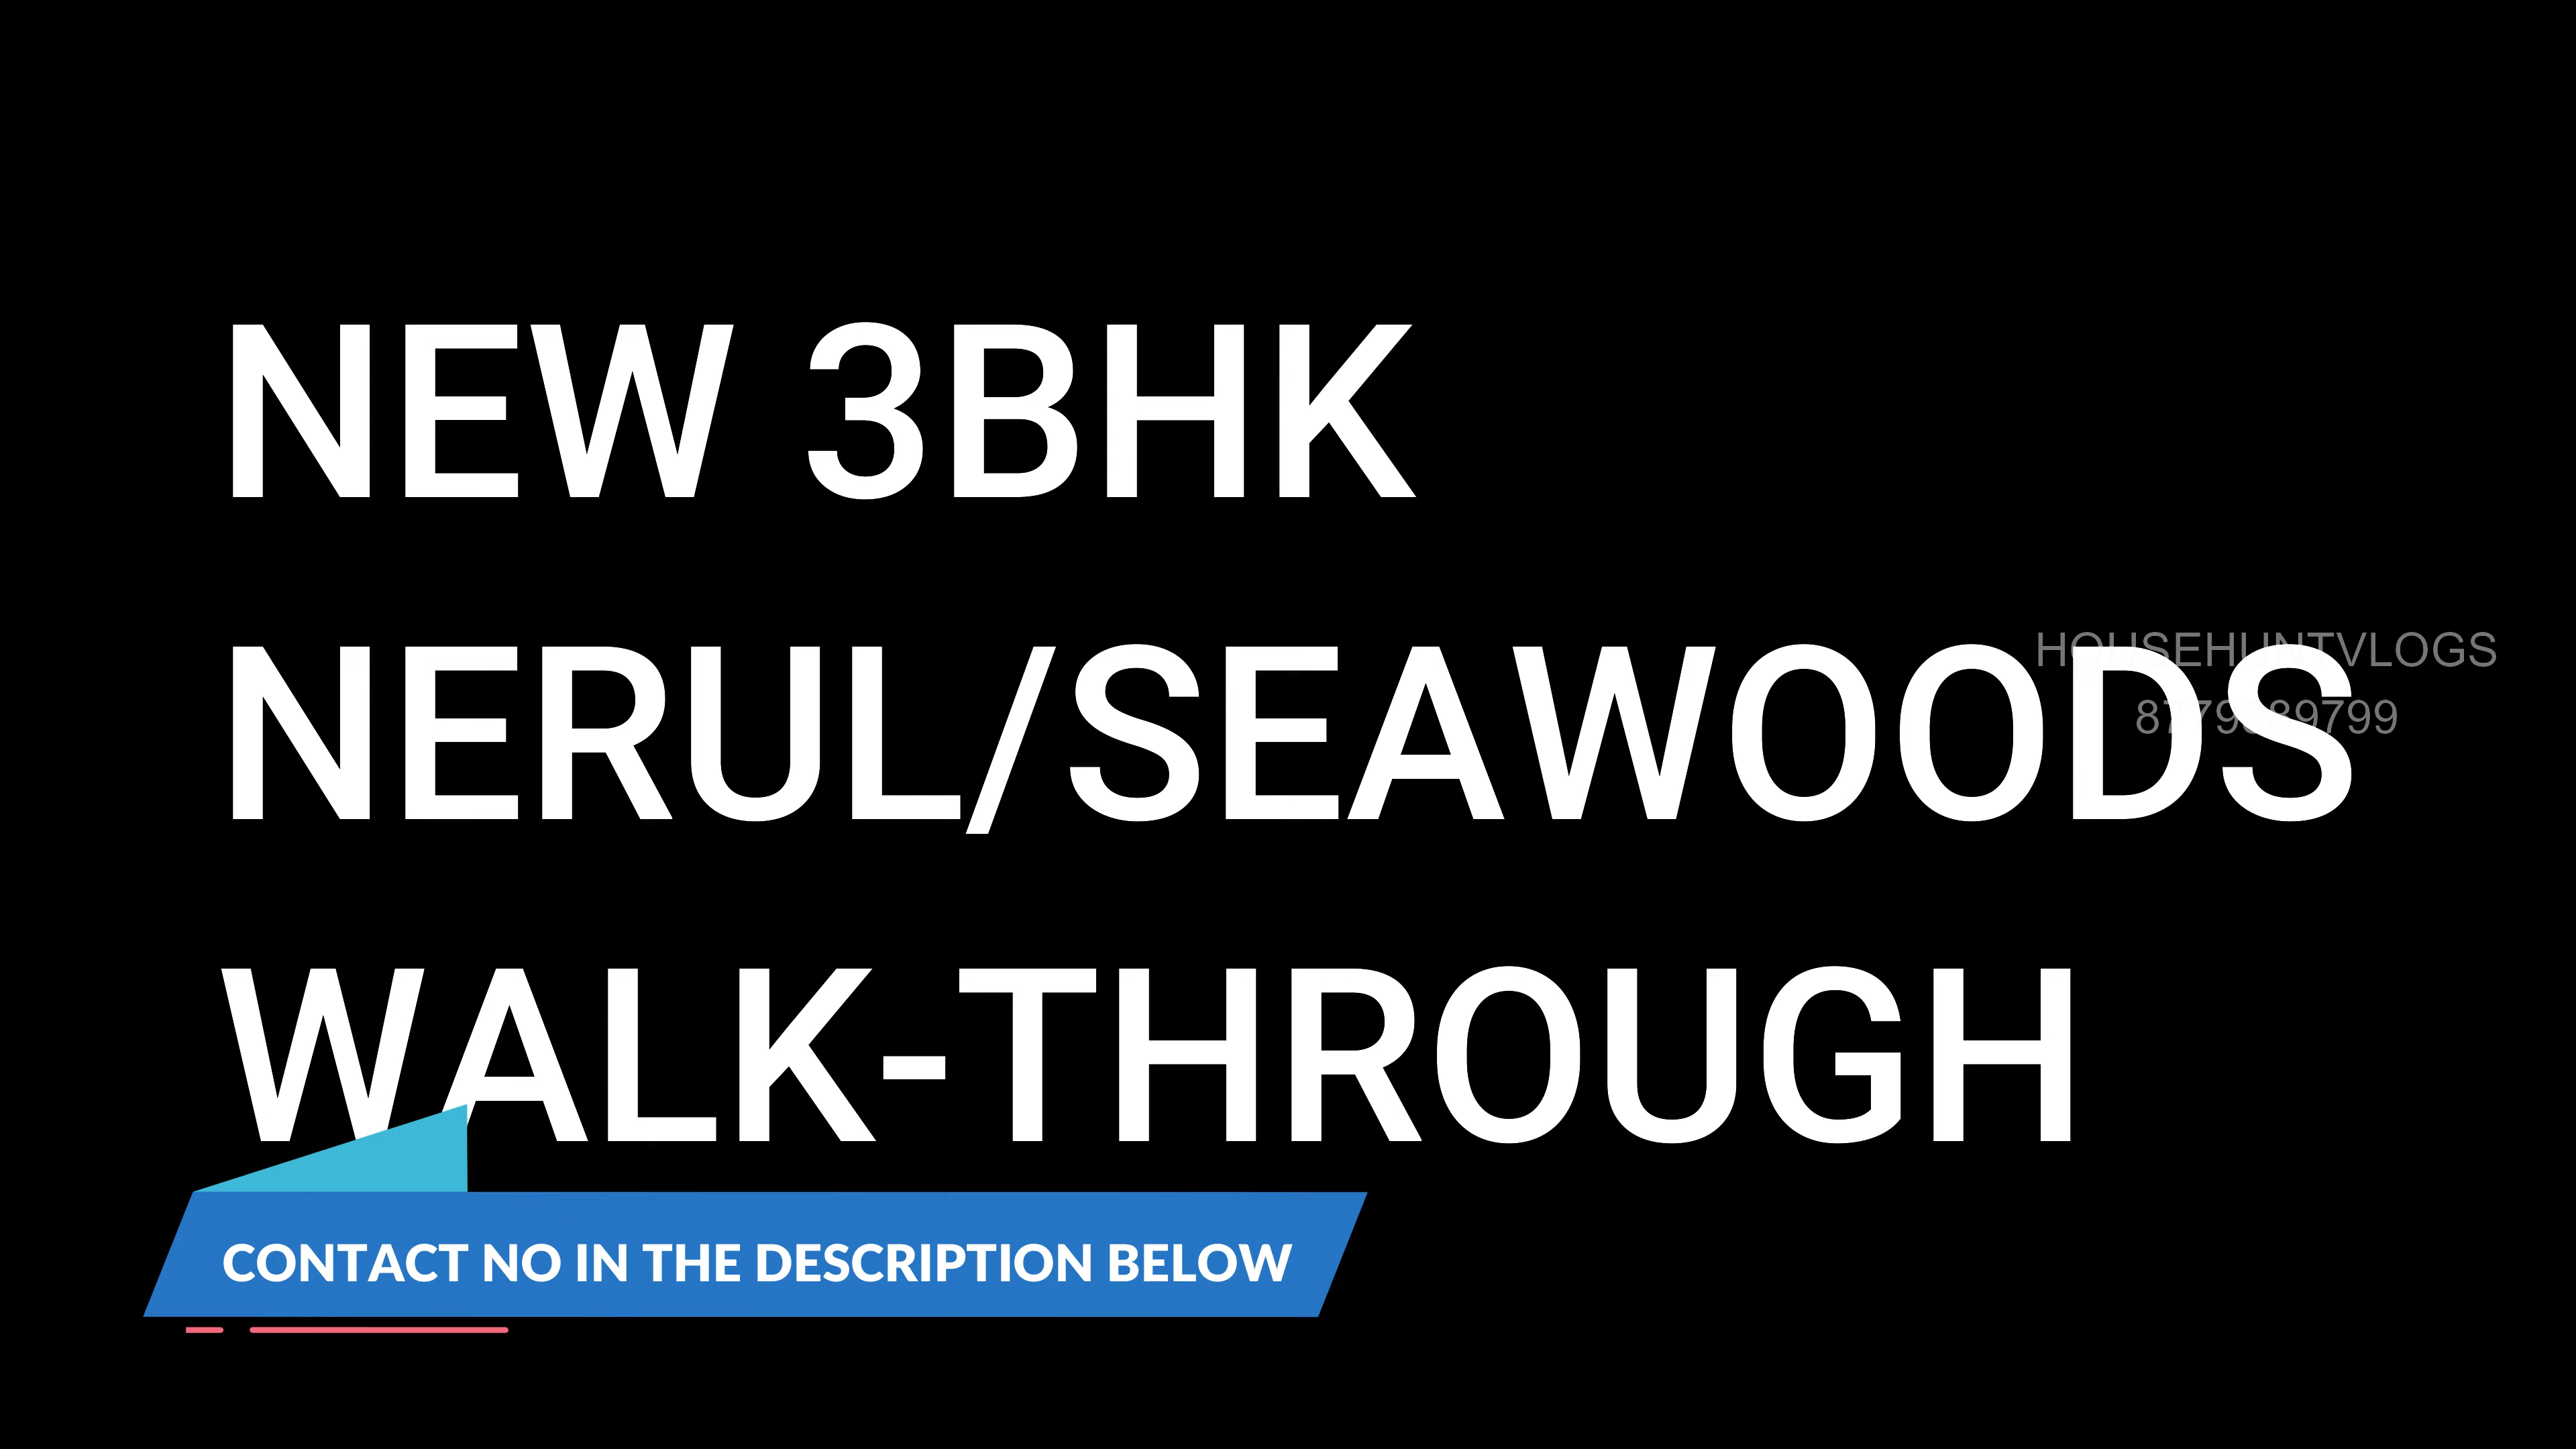 NEW 3BHK
NERUL/SEAWOODS
HOUSEHUNTVLOGS
WALK-THROUGH
CONTACT NO IN THE DESCRIPTION BELOW